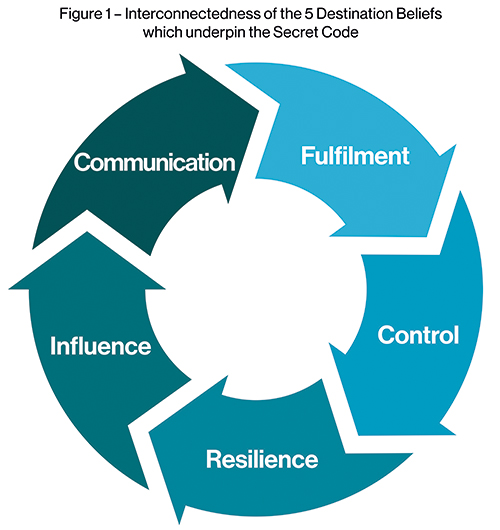 Figure 1 – Interconnectedness of the 5 Destination Beliefs
which underpin the Secret Code
Communication
Fulfilment
Control
Resilience
Influence